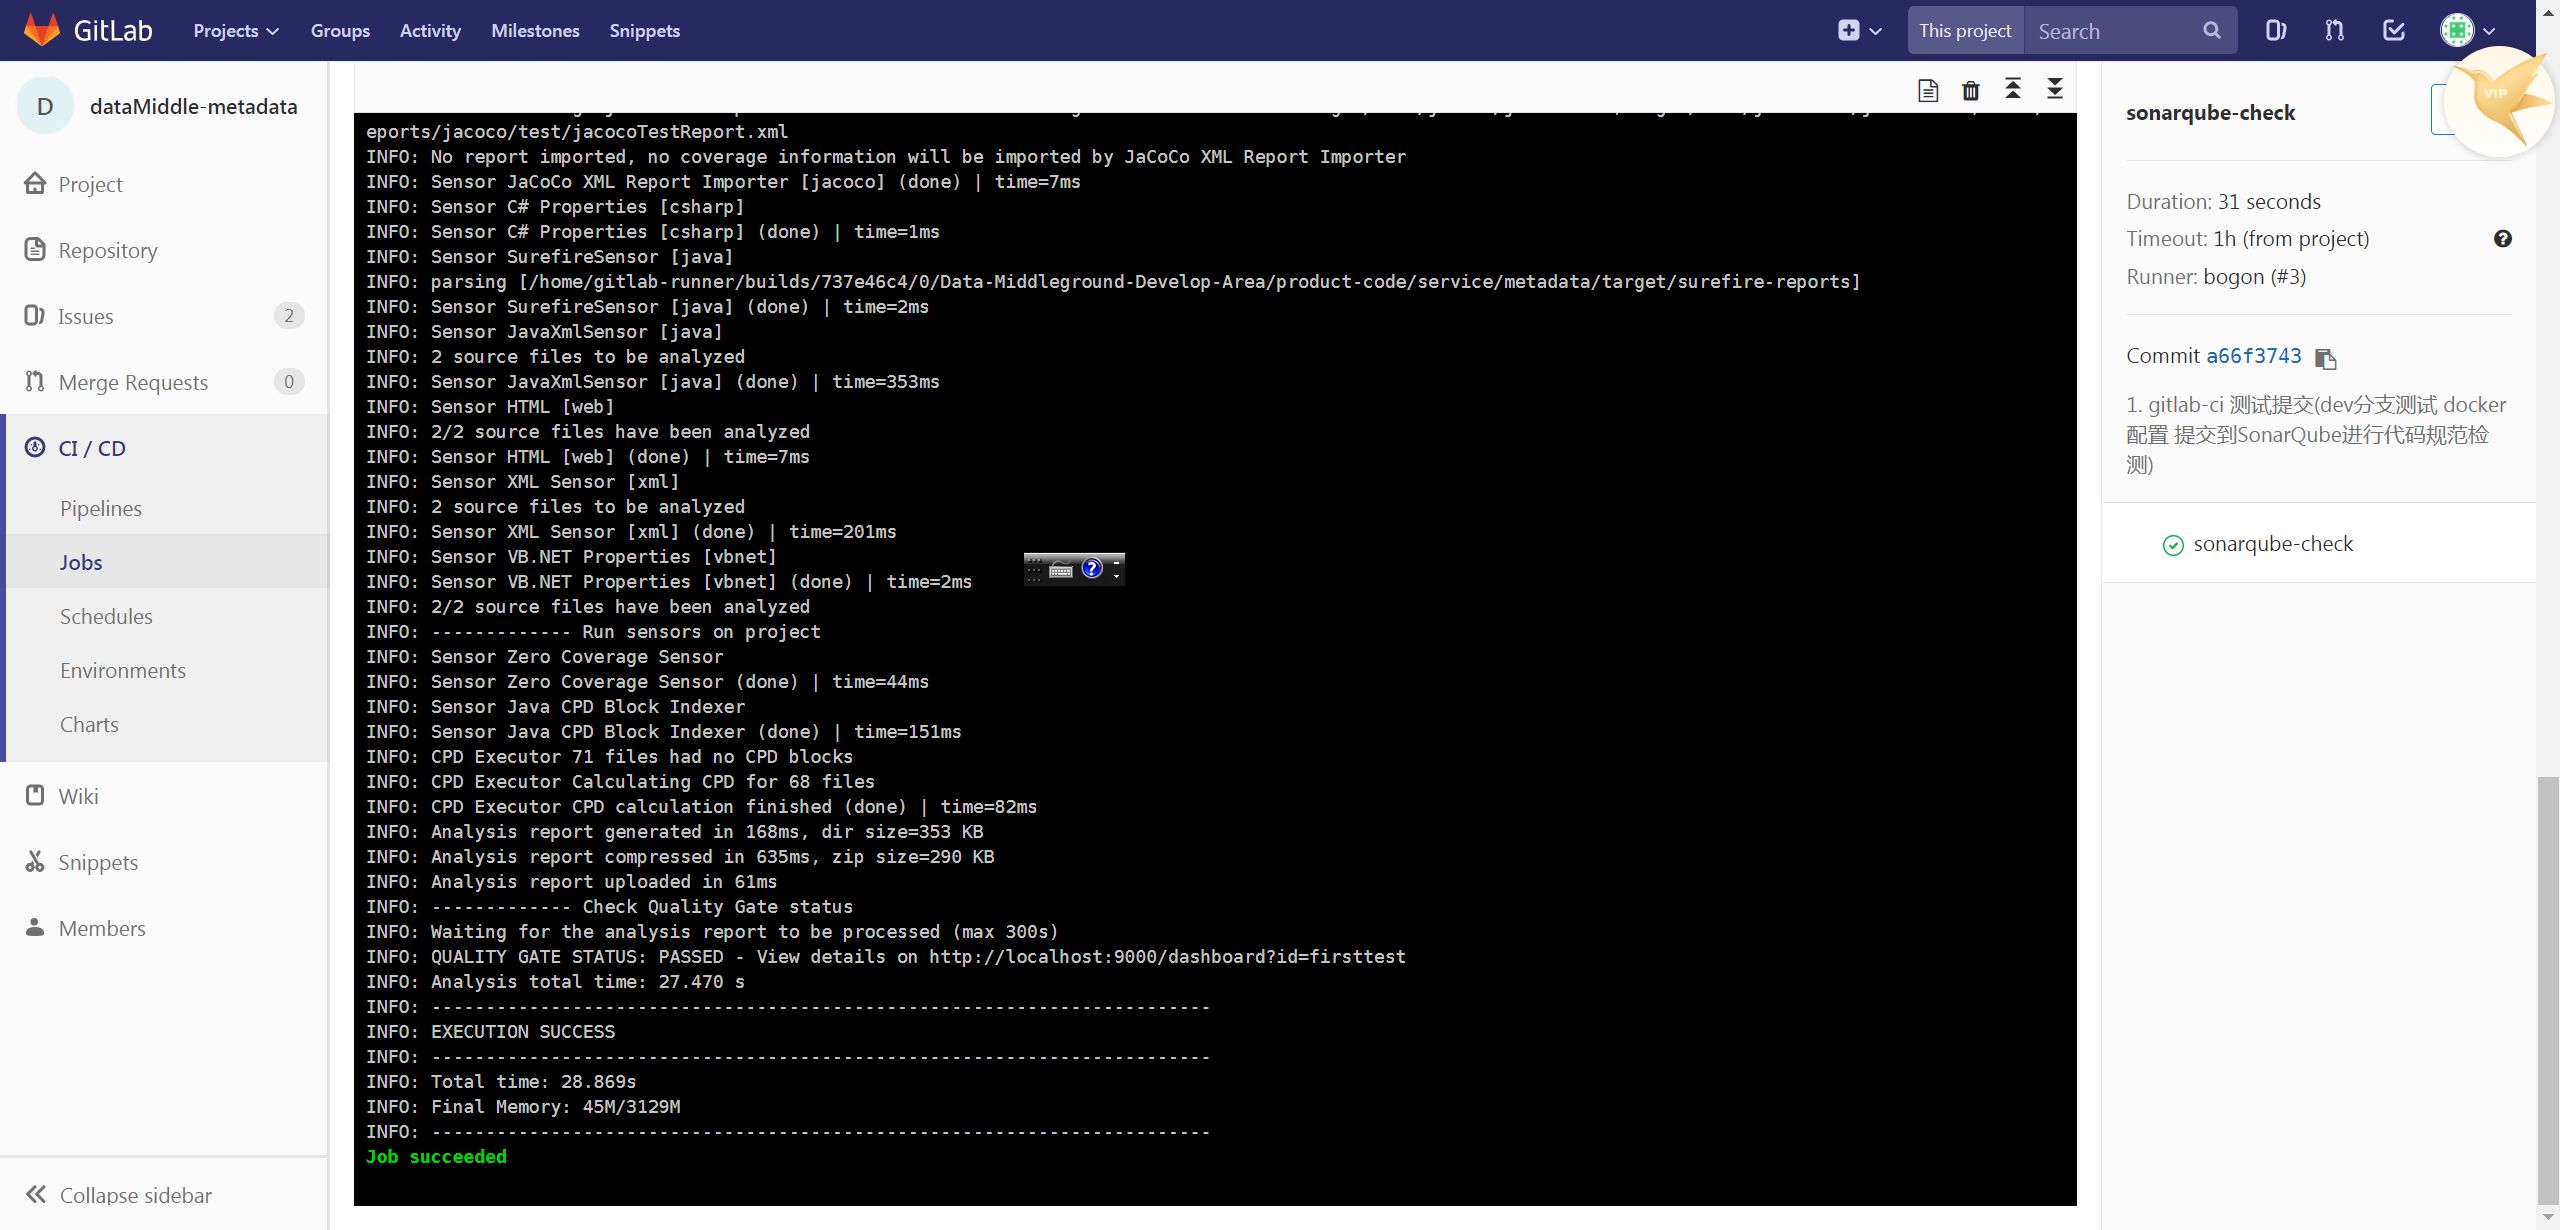 GitLab Projects Groups Activity Milestones Snippets This project Search
D dataMiddle-metadata
Project
Repository
Issues 2
Merge Requests 0
CI / CD
Pipelines
Jobs
Schedules
Environments
Charts
Wiki
Snippets
Members
Collapse sidebar
eports/jacoco/test/jacocoTestReport.xml
INFO: No report imported, no coverage information will be imported by JaCoCo XML Report Importer
INFO: Sensor JaCoCo XML Report Importer [jacoco] (done) | time=7ms
INFO: Sensor C# Properties [csharp]
INFO: Sensor C# Properties [csharp] (done) | time=1ms
INFO: Sensor SurefireSensor [java]
INFO: parsing [/home/gitlab-runner/builds/737e46c4/0/Data-Middleground-Develop-Area/product-code/service/metadata/target/surefire-reports]
INFO: Sensor SurefireSensor [java] (done) | time=2ms
INFO: Sensor JavaXmlSensor [java]
INFO: 2 source files to be analyzed
INFO: Sensor JavaXmlSensor [java] (done) | time=353ms
INFO: Sensor HTML [web]
INFO: 2/2 source files have been analyzed
INFO: Sensor HTML [web] (done) | time=7ms
INFO: Sensor XML Sensor [xml]
INFO: 2 source files to be analyzed
INFO: Sensor XML Sensor [xml] (done) | time=201ms
INFO: Sensor VB.NET Properties [vbnet]
INFO: Sensor VB.NET Properties [vbnet] (done) | time=2ms
INFO: 2/2 source files have been analyzed
INFO: ------------- Run sensors on project
INFO: Sensor Zero Coverage Sensor
INFO: Sensor Zero Coverage Sensor (done) | time=44ms
INFO: Sensor Java CPD Block Indexer
INFO: Sensor Java CPD Block Indexer (done) | time=151ms
INFO: CPD Executor 71 files had no CPD blocks
INFO: CPD Executor Calculating CPD for 68 files
INFO: CPD Executor CPD calculation finished (done) | time=82ms
INFO: Analysis report generated in 168ms, dir size=353 KB
INFO: Analysis report compressed in 635ms, zip size=290 KB
INFO: Analysis report uploaded in 61ms
INFO: ------------- Check Quality Gate status
INFO: Waiting for the analysis report to be processed (max 300s)
INFO: QUALITY GATE STATUS: PASSED - View details on http://localhost:9000/dashboard?id=firsttest
INFO: Analysis total time: 27.470 s
INFO: ------------------------------------------------------------------------
INFO: EXECUTION SUCCESS
INFO: ------------------------------------------------------------------------
INFO: Total time: 28.869s
INFO: Final Memory: 45M/3129M
INFO: ------------------------------------------------------------------------
Job succeeded
sonarqube-check
VIP
Duration: 31 seconds
Timeout: 1h (from project)
Runner: bogon (#3)
Commit a66f3743
1. gitlab-ci 测试提交(dev分支测试 docker
配置 提交到SonarQube进行代码规范检
测)
sonarqube-check